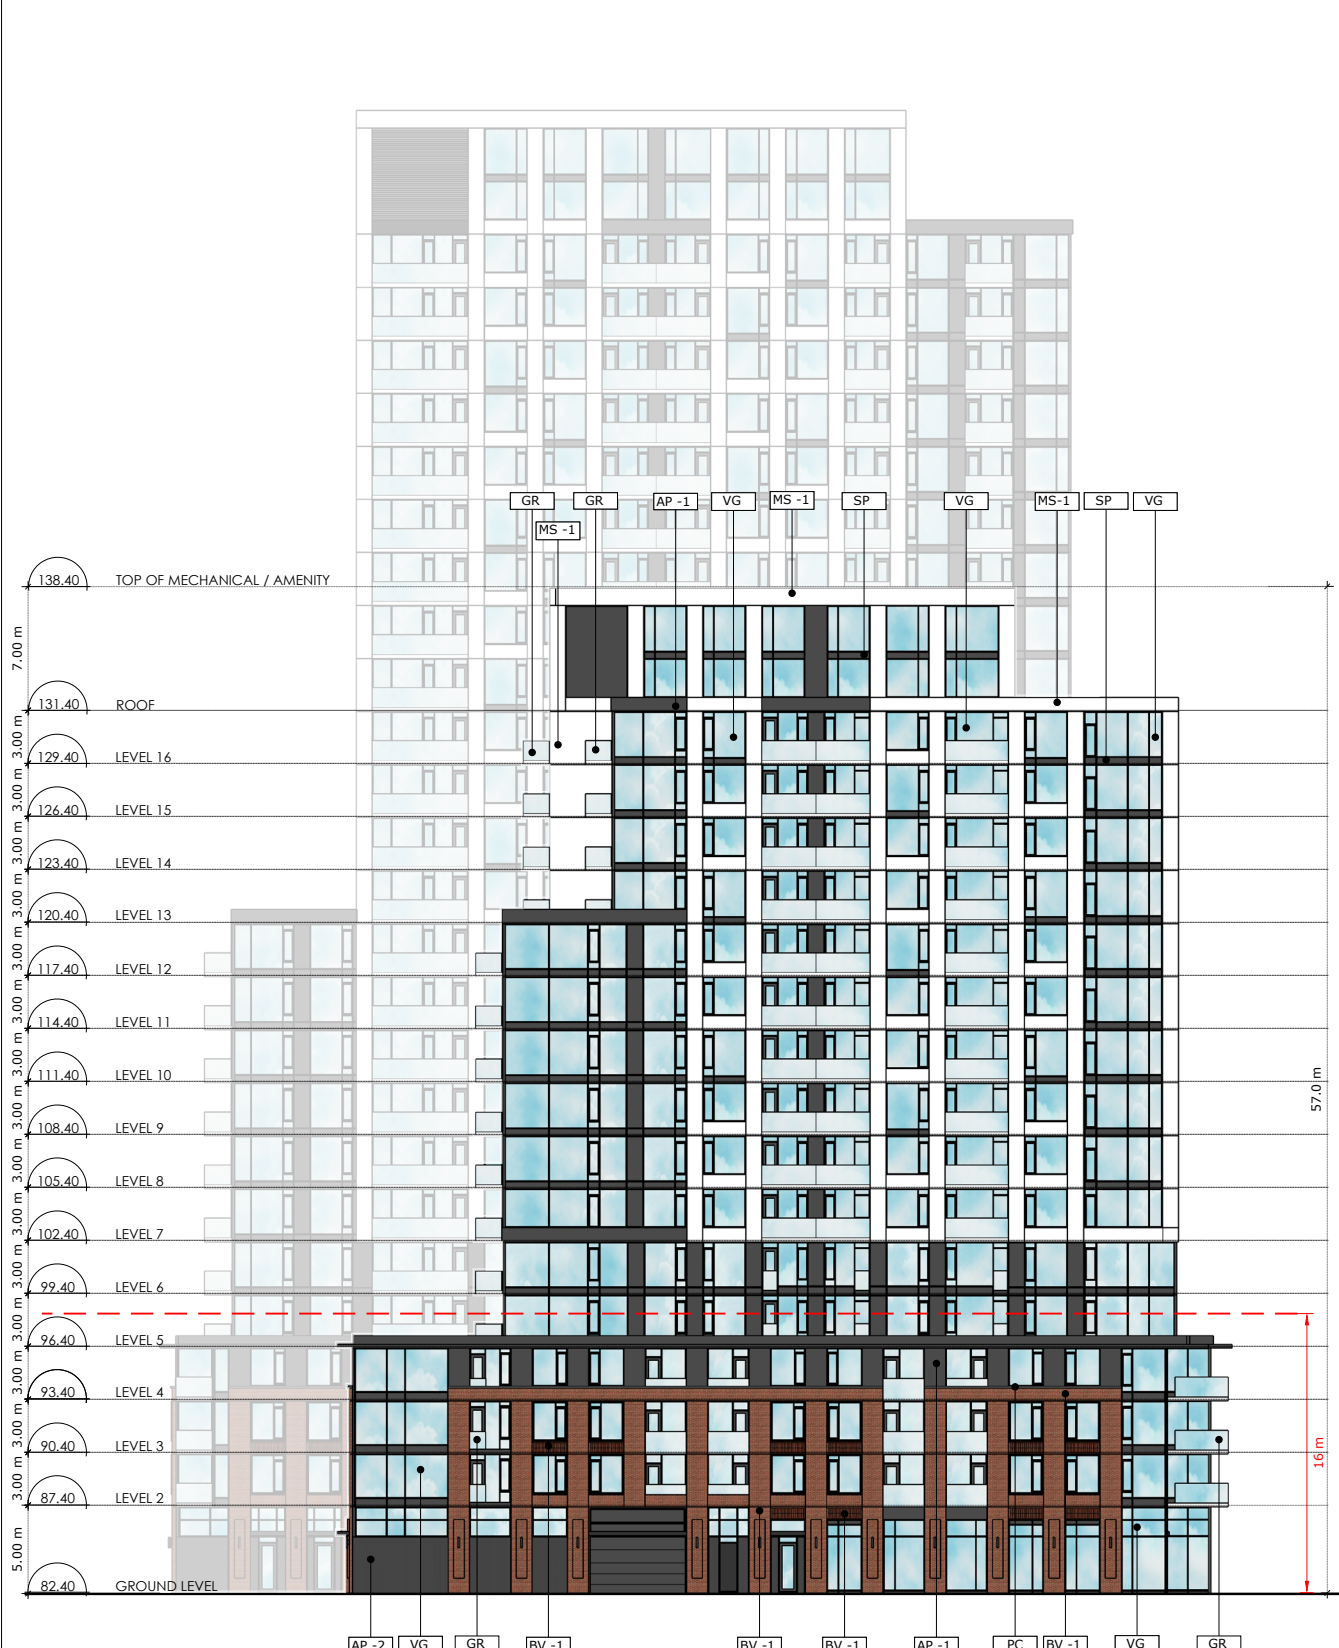 GR
GR
AP -1
VG
MS -1
SP
VG
MS-1
SP
VG
MS -1
138.40 TOP OF MECHANICAL / AMENITY
7.00 m
131.40 ROOF
3.00 m
129.40 LEVEL 16
3.00 m
126.40 LEVEL 15
3.00 m
123.40 LEVEL 14
3.00 m
120.40 LEVEL 13
3.00 m
117.40 LEVEL 12
3.00 m
114.40 LEVEL 11
3.00 m
111.40 LEVEL 10
57.0 m
3.00 m
108.40 LEVEL 9
3.00 m
105.40 LEVEL 8
3.00 m
102.40 LEVEL 7
3.00 m
99.40 LEVEL 6
3.00 m
96.40 LEVEL 5
3.00 m
93.40 LEVEL 4
3.00 m
90.40 LEVEL 3
16 m
3.00 m
87.40 LEVEL 2
5.00 m
82.40 GROUND LEVEL
AP -2
VG
GR
BV -1
BV -1
BV -1
AP -1
PC
BV -1
VG
GR